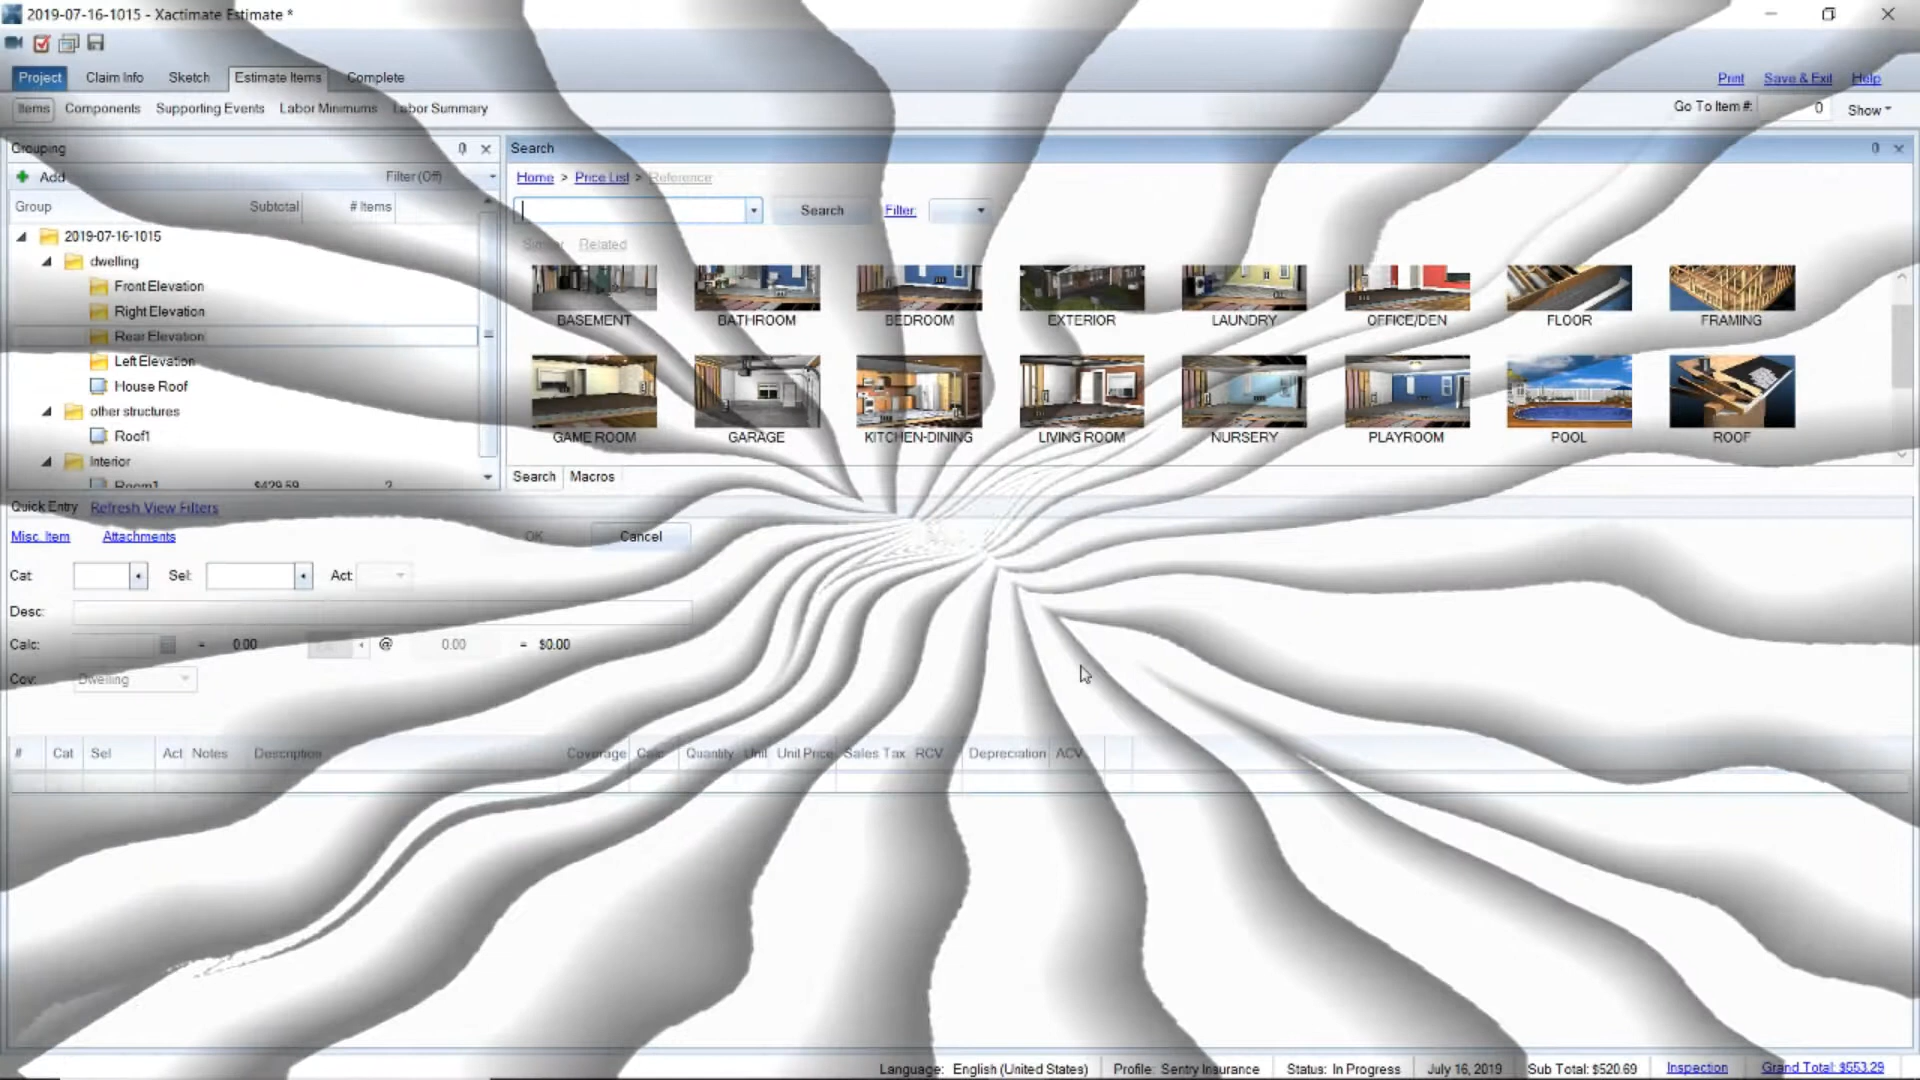 2019-07-16-1015 - Xactimate Estimate *
Project Claim Info Sketch Estimate Items Complete
Print Save & Exit Help
Items Components Supporting Events Labor Minimums Labor Summary
Go To Item #: 0 Show
Grouping
Add Filter (Off)
Group Subtotal # Items
2019-07-16-1015
dwelling
Front Elevation
Right Elevation
Rear Elevation
Left Elevation
House Roof
other structures
Roof1
Interior
Room1 $429.59 2
Search
Home > Price List > Reference
Search Filter:
Similar Related
BASEMENT BATHROOM BEDROOM EXTERIOR LAUNDRY OFFICE/DEN FLOOR FRAMING
GAME ROOM GARAGE KITCHEN-DINING LIVING ROOM NURSERY PLAYROOM POOL ROOF
Search Macros
Quick Entry Refresh View Filters
Misc. Item Attachments OK Cancel
Cat: Sel: Act:
Desc:
Calc: = 0.00 @ 0.00 = $0.00
Cov: Dwelling
# Cat Sel Act Notes Description Coverage Calc Quantity Unit Unit Price Sales Tax RCV Depreciation ACV
Language: English (United States) Profile: Sentry Insurance Status: In Progress July 16, 2019 Sub Total: $520.69 Inspection Grand Total: $553.29